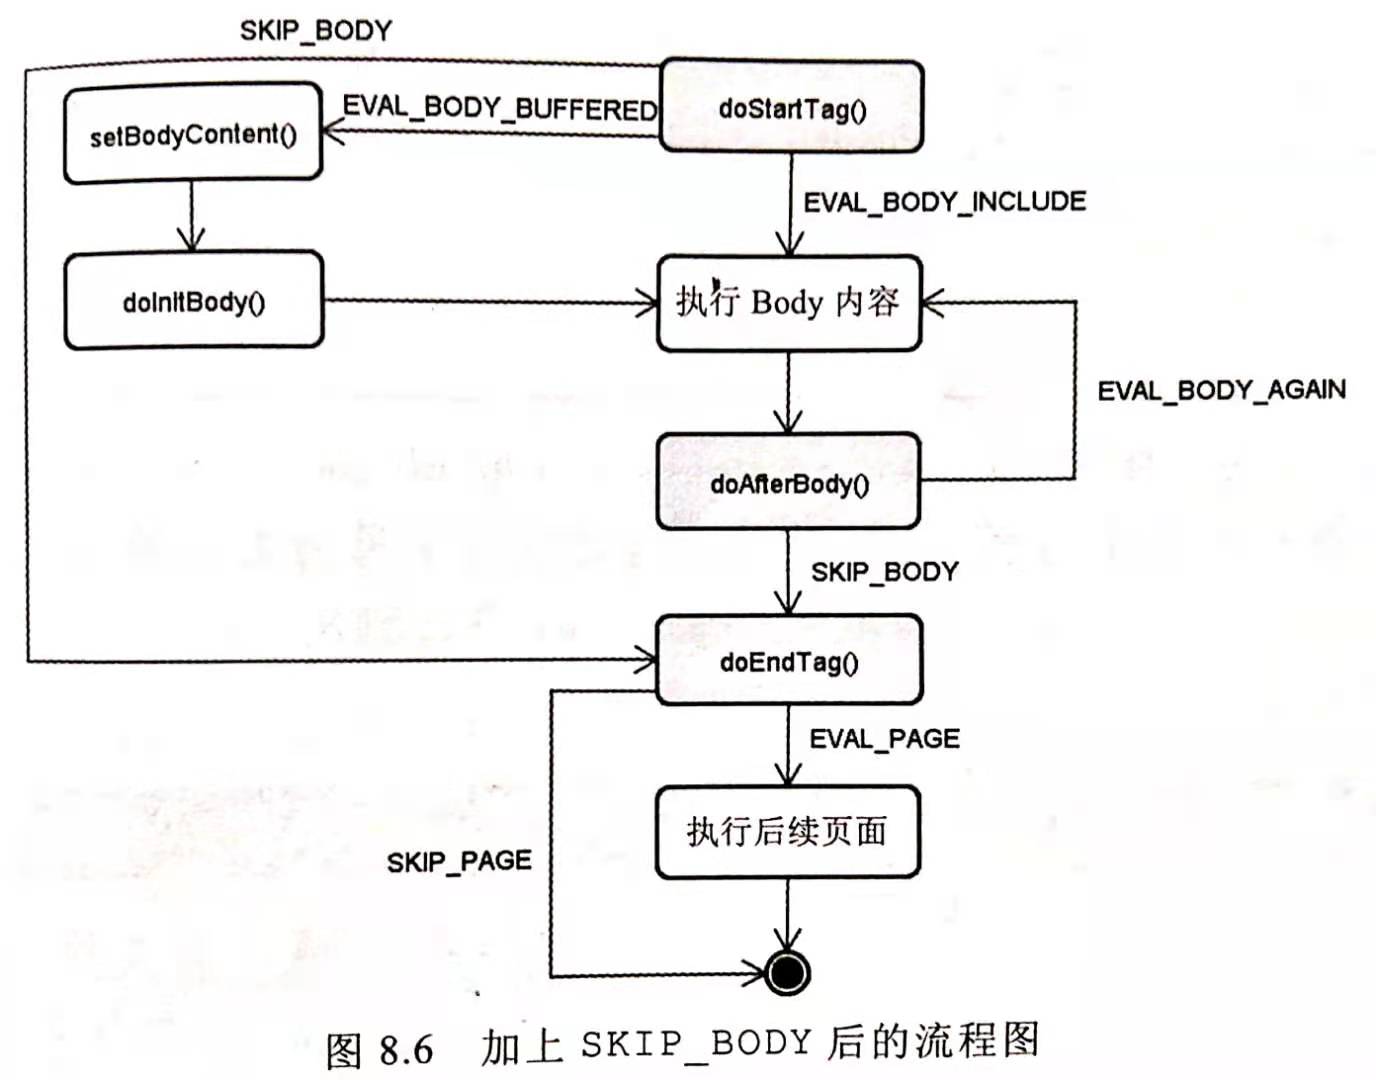 SKIP_BODY
doStartTag()
EVAL_BODY_BUFFERED
setBodyContent()
EVAL_BODY_INCLUDE
doInitBody()
执行 Body 内容
EVAL_BODY_AGAIN
doAfterBody()
SKIP_BODY
doEndTag()
EVAL_PAGE
执行后续页面
SKIP_PAGE
图 8.6 加上 SKIP_BODY 后的流程图